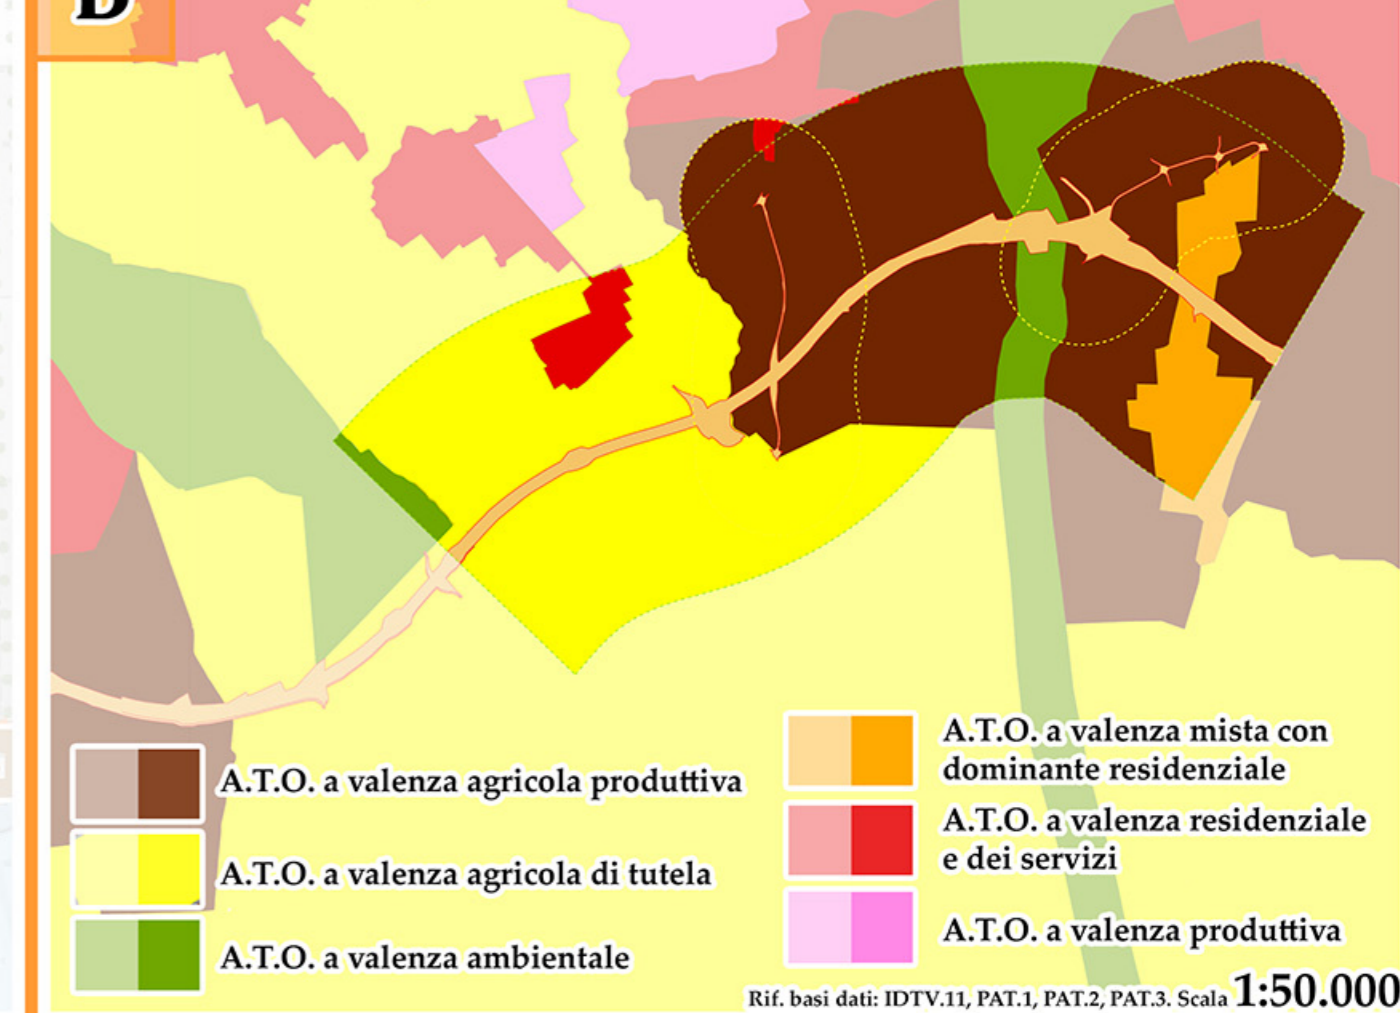 A.T.O. a valenza agricola produttiva
A.T.O. a valenza agricola di tutela
A.T.O. a valenza ambientale
A.T.O. a valenza mista con
dominante residenziale
A.T.O. a valenza residenziale
e dei servizi
A.T.O. a valenza produttiva
Rif. basi dati: IDTV.11, PAT.1, PAT.2, PAT.3. Scala 1:50.000